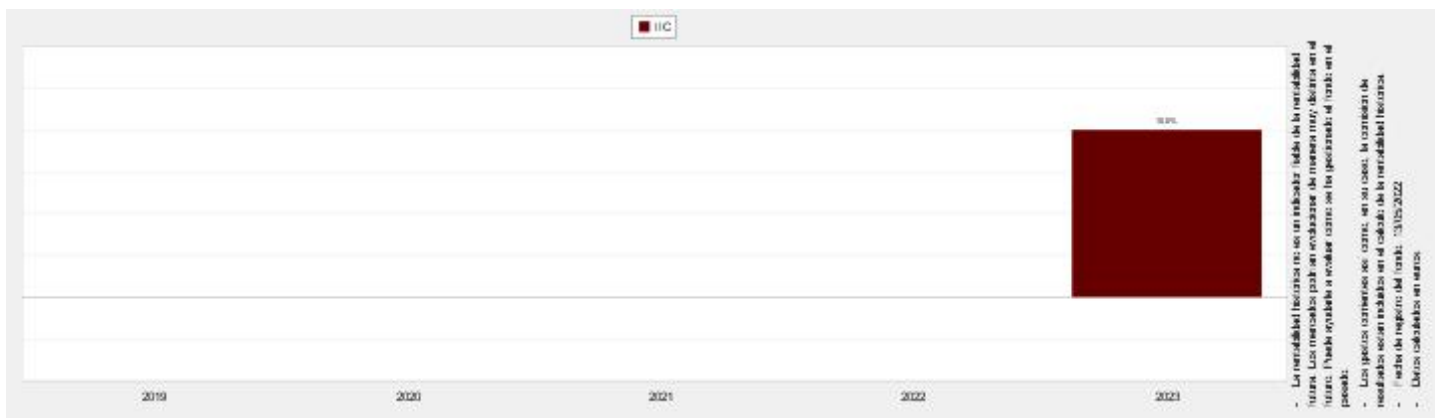 IIC
2019
2020
2021
2022
2023
- La rentabilidad histórica no es un indicador fiable de la rentabilidad
futura. Los mercados podrían evolucionar de manera muy distinta en el
futuro. Puede ayudarle a evaluar cómo se ha gestionado el fondo en el
pasado.
- Los gastos corrientes así como, en su caso, la comisión de
resultados están incluidos en el cálculo de la rentabilidad histórica.
- Fecha de registro del fondo: 13/05/2022
- Datos calculados en euros